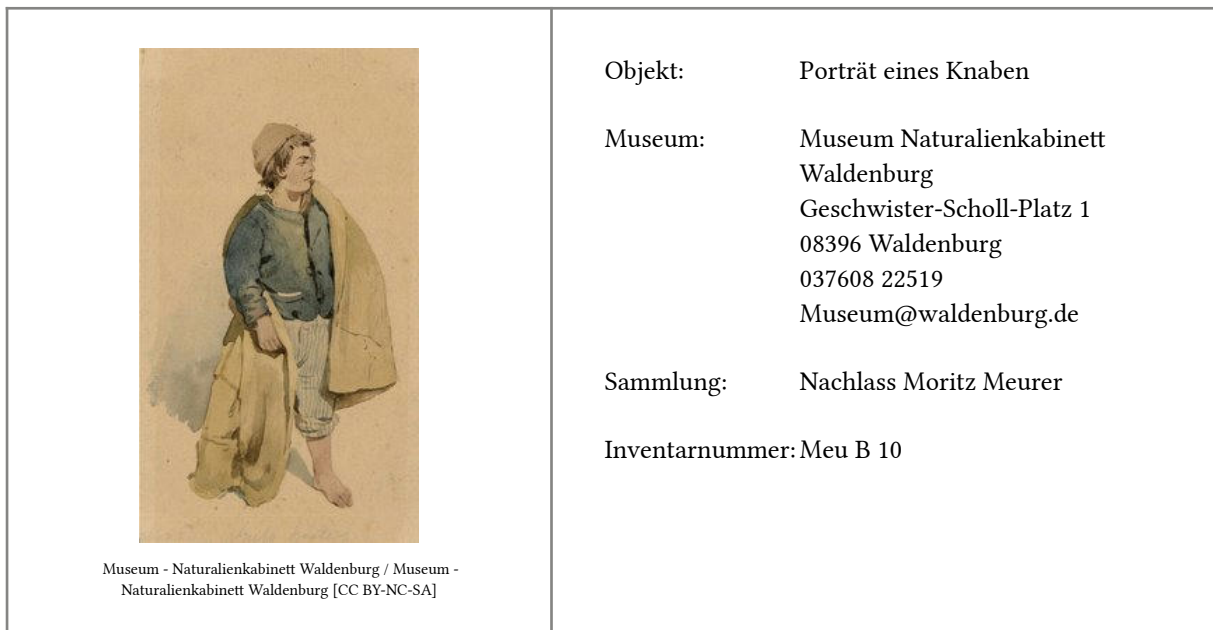 Museum - Naturalienkabinett Waldenburg / Museum -
Naturalienkabinett Waldenburg [CC BY-NC-SA]
Objekt: Porträt eines Knaben
Museum: Museum Naturalienkabinett
Waldenburg
Geschwister-Scholl-Platz 1
08396 Waldenburg
037608 22519
Museum@waldenburg.de
Sammlung: Nachlass Moritz Meurer
Inventarnummer: Meu B 10